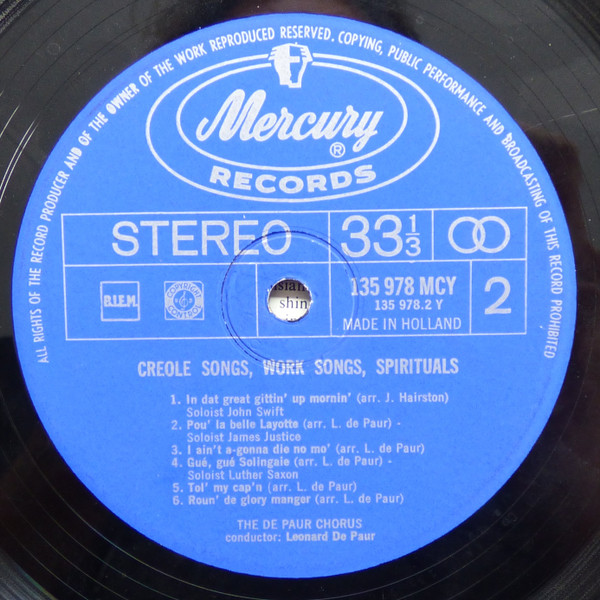 ALL RIGHTS OF THE RECORD PRODUCER AND OF THE OWNER OF THE WORK REPRODUCED RESERVED. COPYING, PUBLIC PERFORMANCE AND BROADCASTING OF THIS RECORD PROHIBITED
Mercury®
RECORDS
STEREO 33 1/3
B.I.E.M.
COPYRIGHT
135 978 MCY
135 978.2 Y
MADE IN HOLLAND
2
sian
shin
CREOLE SONGS, WORK SONGS, SPIRITUALS
1. In dat great gittin' up mornin' (arr. J. Hairston)
Soloist John Swift
2. Pou' la belle Layotte (arr. L. de Paur) -
Soloist James Justice
3. I ain't a-gonna die no mo' (arr. L. de Paur)
4. Gué, gué Solingaie (arr. L. de Paur) -
Soloist Luther Saxon
5. Tol' my cap'n (arr. L. de Paur)
6. Roun' de glory manger (arr. L. de Paur)
THE DE PAUR CHORUS
conductor: Leonard De Paur